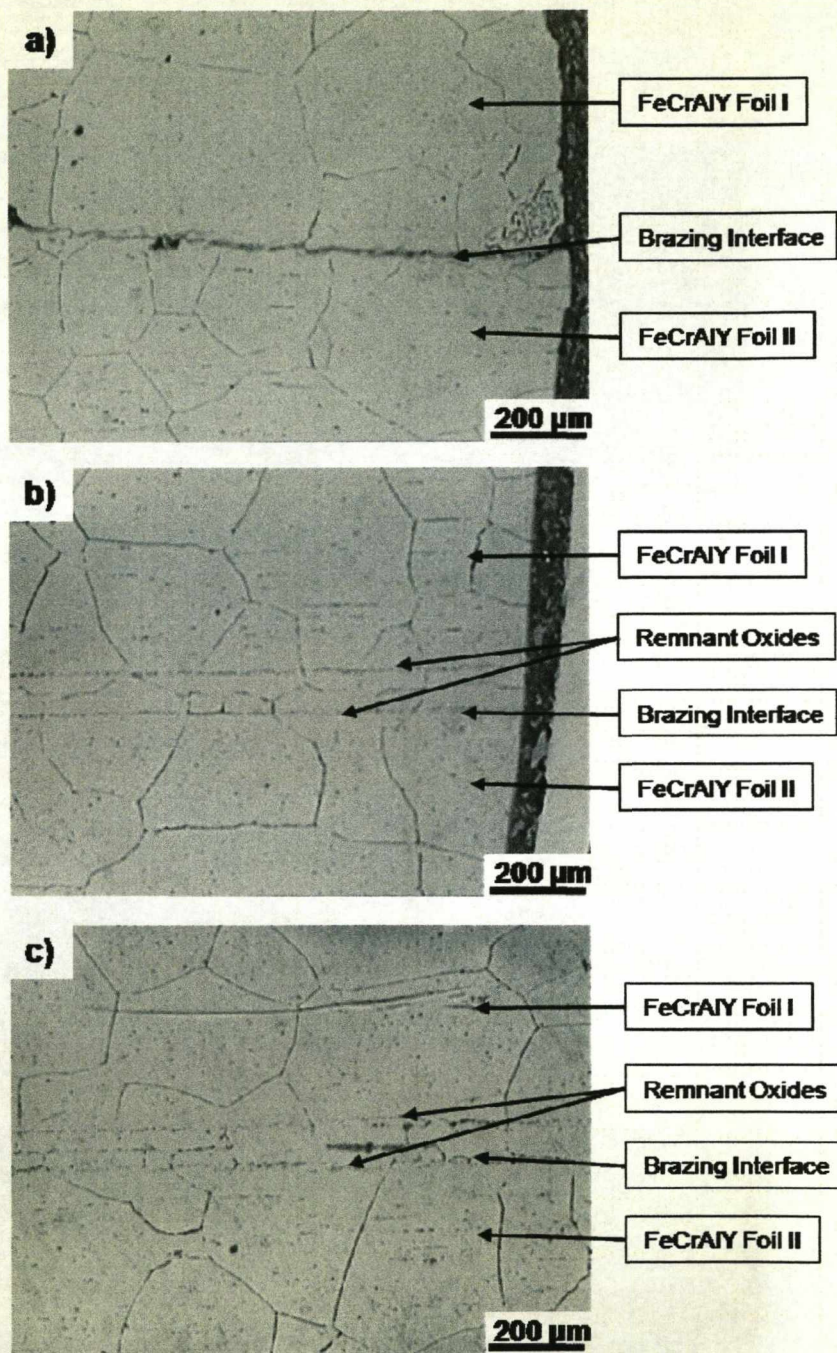 a)
FeCrAlY Foil I
Brazing Interface
FeCrAlY Foil II
200 µm
b)
FeCrAlY Foil I
Remnant Oxides
Brazing Interface
FeCrAlY Foil II
200 µm
c)
FeCrAlY Foil I
Remnant Oxides
Brazing Interface
FeCrAlY Foil II
200 µm